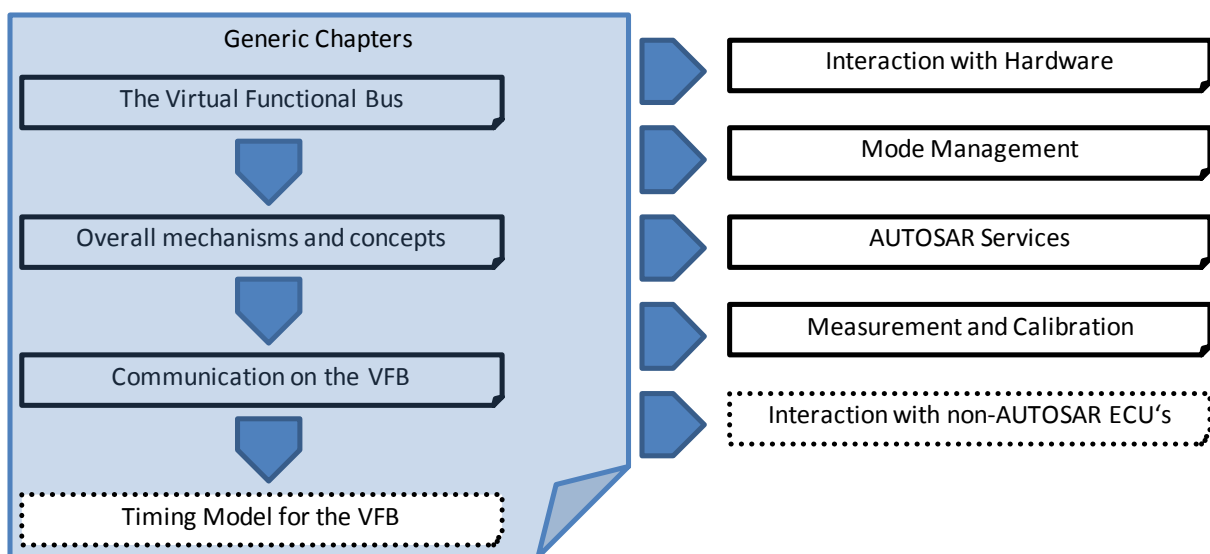 Generic Chapters
The Virtual Functional Bus
Overall mechanisms and concepts
Communication on the VFB
Timing Model for the VFB
Interaction with Hardware
Mode Management
AUTOSAR Services
Measurement and Calibration
Interaction with non-AUTOSAR ECU‘s